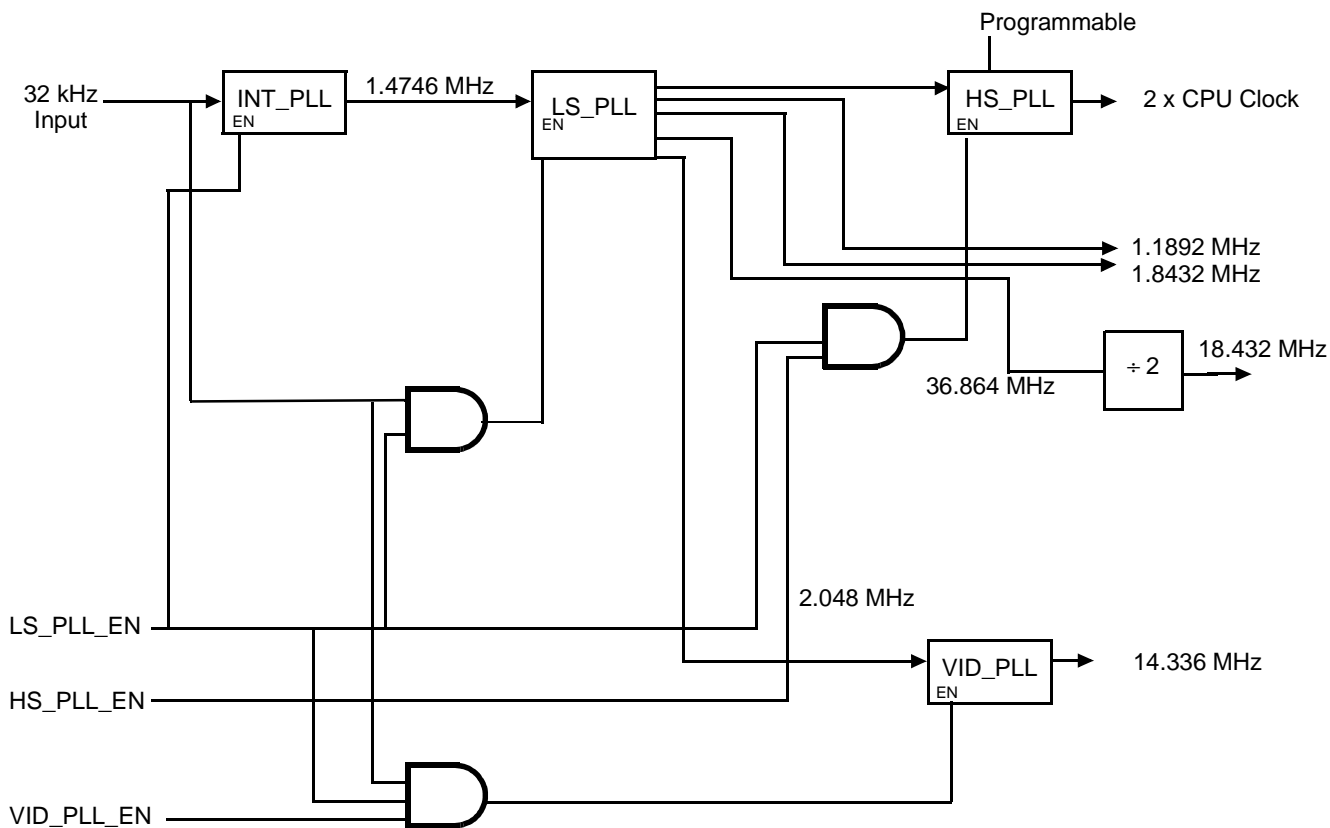 Programmable
32 kHz
Input
INT_PLL
EN
1.4746 MHz
LS_PLL
EN
HS_PLL
EN
2 x CPU Clock
1.1892 MHz
1.8432 MHz
÷ 2
18.432 MHz
36.864 MHz
2.048 MHz
LS_PLL_EN
VID_PLL
EN
14.336 MHz
HS_PLL_EN
VID_PLL_EN